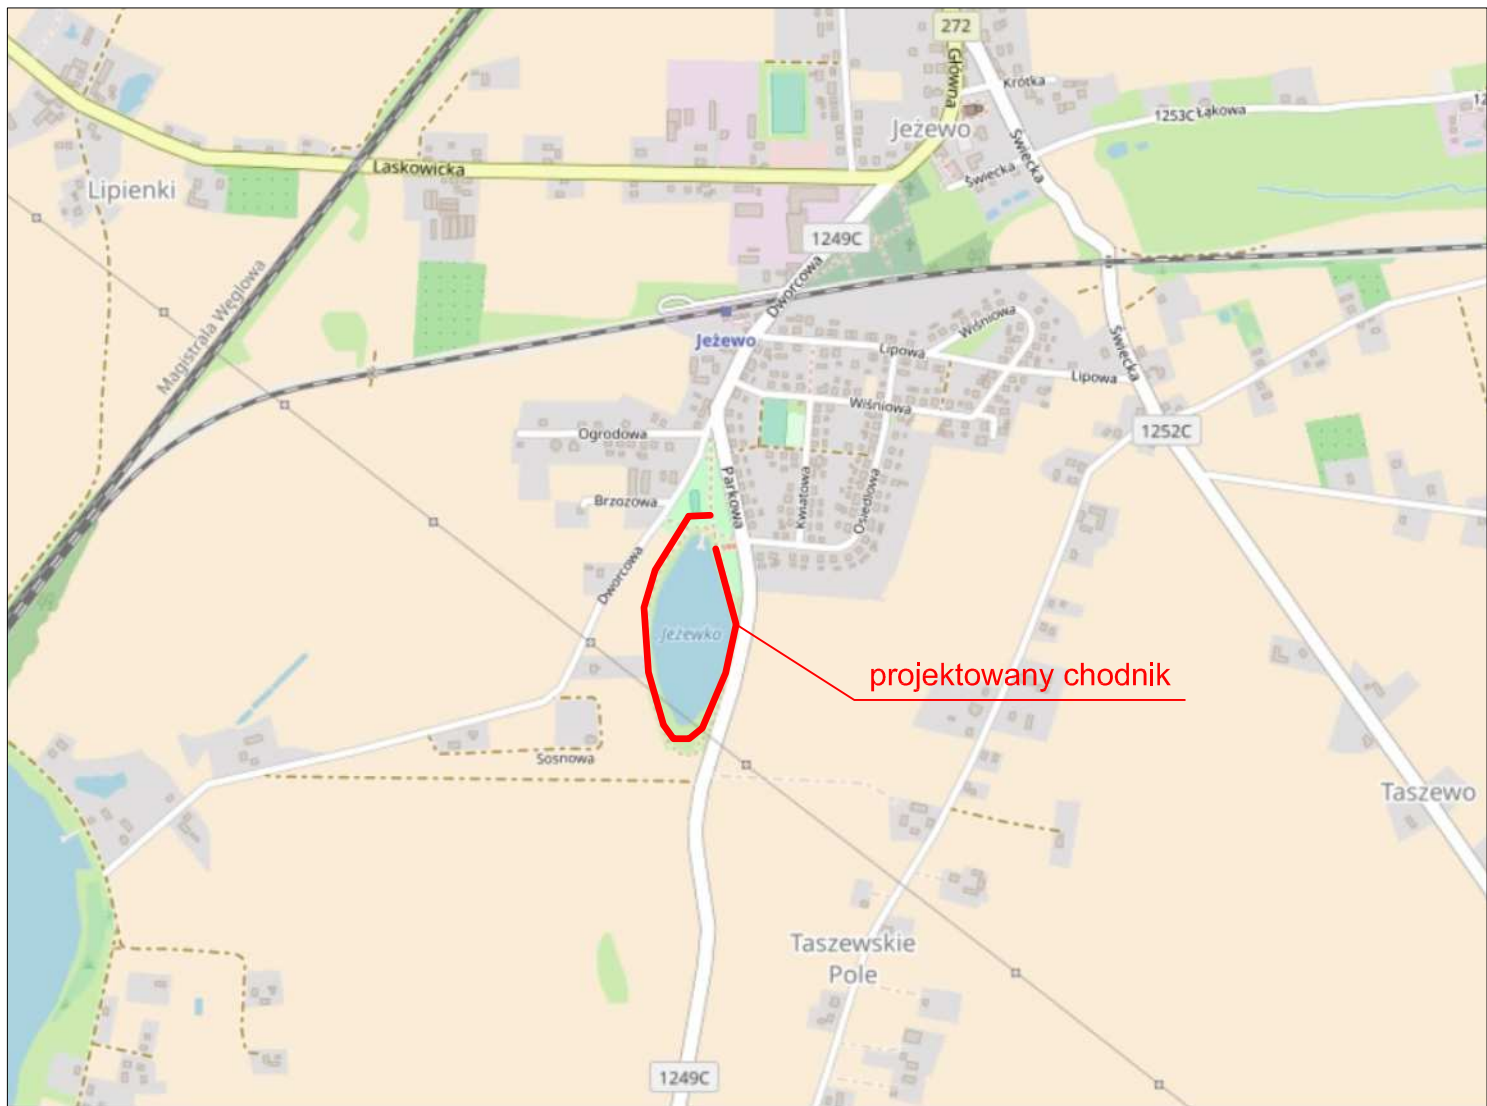 272
Główna
Krótka
1253C Łąkowa
12
Jeżewo
Świecka
Laskowicka
Świecka
Lipienki
1249C
Dworcowa
Magistrala Węglowa
Wiśniowa
Jeżewo
Lipowa
Świecka
Lipowa
Wiśniowa
Ogrodowa
1252C
Parkowa
Kwiatowa
Osiedlowa
Brzozowa
Dworcowa
Jeżewko
projektowany chodnik
Sosnowa
Taszewo
Taszewskie
Pole
1249C